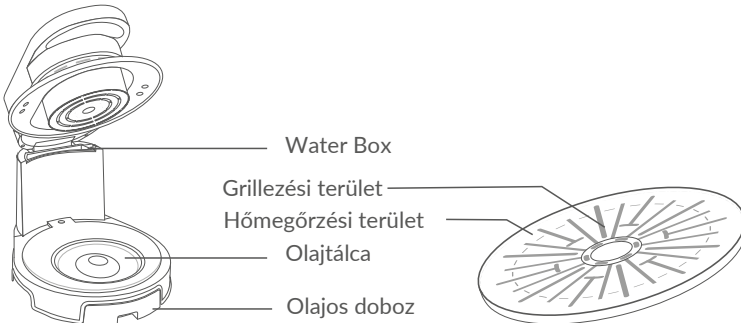 Water Box
Grillezési terület
Hőmegőrzési terület
Olajtálca
Olajos doboz